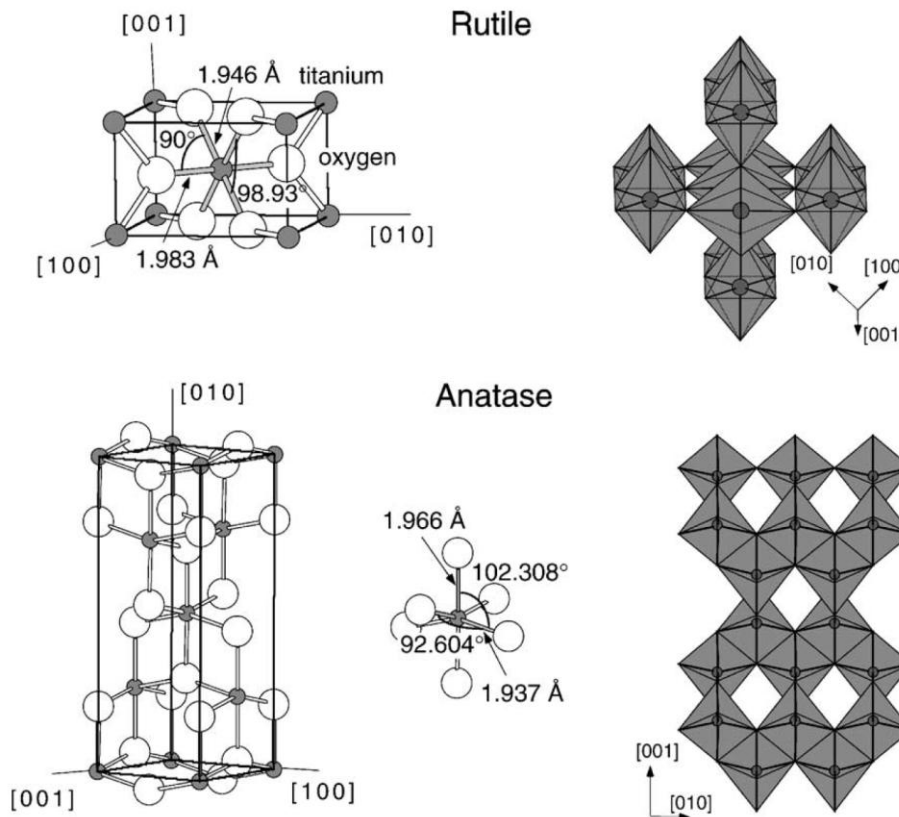 Rutile
[001]
1.946 Å
titanium
90°
oxygen
98.93°
[010]
[100]
1.983 Å
[010]
[100
[001]
Anatase
[010]
1.966 Å
102.308°
92.604°
1.937 Å
[001]
[100]
[001]
[010]